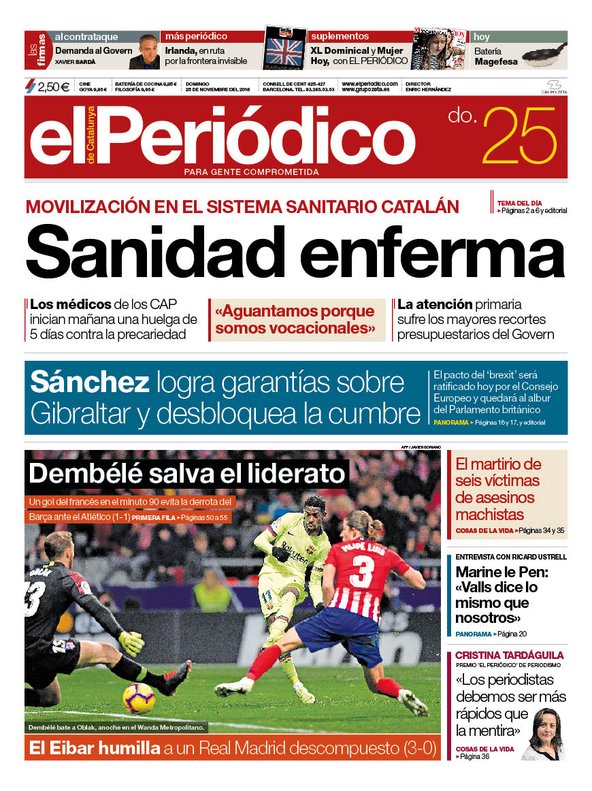 las firmas
al contraataque
Demanda al Govern
XAVIER SARDÀ
más periódico
Irlanda, en ruta
por la frontera invisible
suplementos
XL Dominical y Mujer
Hoy, con EL PERIÓDICO
hoy
Batería
Magefesa
2,50 €
CINE
GOYA 9,95 €
BATERÍA DE COCINA 9,95 €
FILOSOFÍA 9,95 €
DOMINGO
25 DE NOVIEMBRE DEL 2018
CONSELL DE CENT 425-427
BARCELONA. TEL. 93.265.53.53
www.elperiodico.com
www.grupozeta.es
DIRECTOR
ENRIC HERNÀNDEZ
GRUPO ZETA
el Periódico
de Catalunya
PARA GENTE COMPROMETIDA
do. 25
MOVILIZACIÓN EN EL SISTEMA SANITARIO CATALÁN
TEMA DEL DÍA
Páginas 2 a 6 y editorial
Sanidad enferma
Los médicos de los CAP
inician mañana una huelga de
5 días contra la precariedad
«Aguantamos porque
somos vocacionales»
La atención primaria
sufre los mayores recortes
presupuestarios del Govern
Sánchez logra garantías sobre
Gibraltar y desbloquea la cumbre
El pacto del 'brexit' será
ratificado hoy por el Consejo
Europeo y quedará al albur
del Parlamento británico
PANORAMA Páginas 16 y 17, y editorial
AFP / JAVIER SORIANO
Dembélé salva el liderato
Un gol del francés en el minuto 90 evita la derrota del
Barça ante el Atlético (1-1) PRIMERA FILA Páginas 50 a 55
FILIPE LUIS
3
13
11
Dembélé bate a Oblak, anoche en el Wanda Metropolitano.
El Eibar humilla a un Real Madrid descompuesto (3-0)
El martirio de
seis víctimas
de asesinos
machistas
COSAS DE LA VIDA Páginas 34 y 35
ENTREVISTA CON RICARD USTRELL
Marine le Pen:
«Valls dice lo
mismo que
nosotros»
PANORAMA Página 20
CRISTINA TARDÁGUILA
PREMIO 'EL PERIÓDICO' DE PERIODISMO
«Los periodistas
debemos ser más
rápidos que
la mentira»
COSAS DE LA VIDA
Página 36